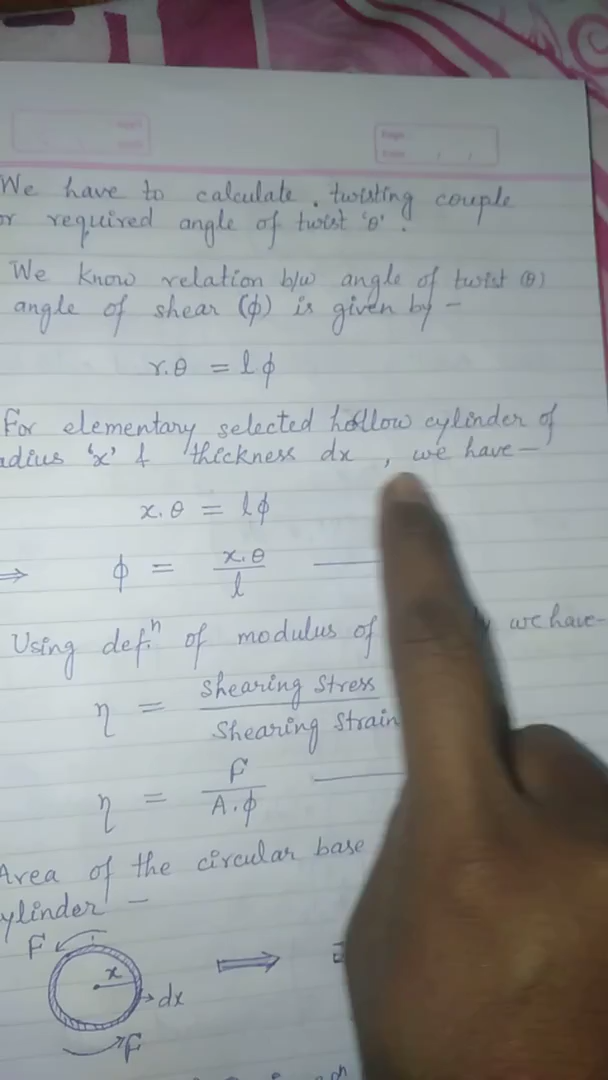 We have to calculate . twisting couple
or required angle of twist 'θ'.
We know relation b/w angle of twist (θ)
angle of shear (ϕ) is given by –
r.θ = lϕ
For elementary selected hollow cylinder of
adius 'x' & thickness dx , we have –
x.θ = lϕ
⇒ ϕ = x.θ / l
Using def.ⁿ of modulus of we have-
η = Shearing Stress / Shearing Strain
η = F / A.ϕ
Area of the circular base
ylinder –
F
x
dx
F